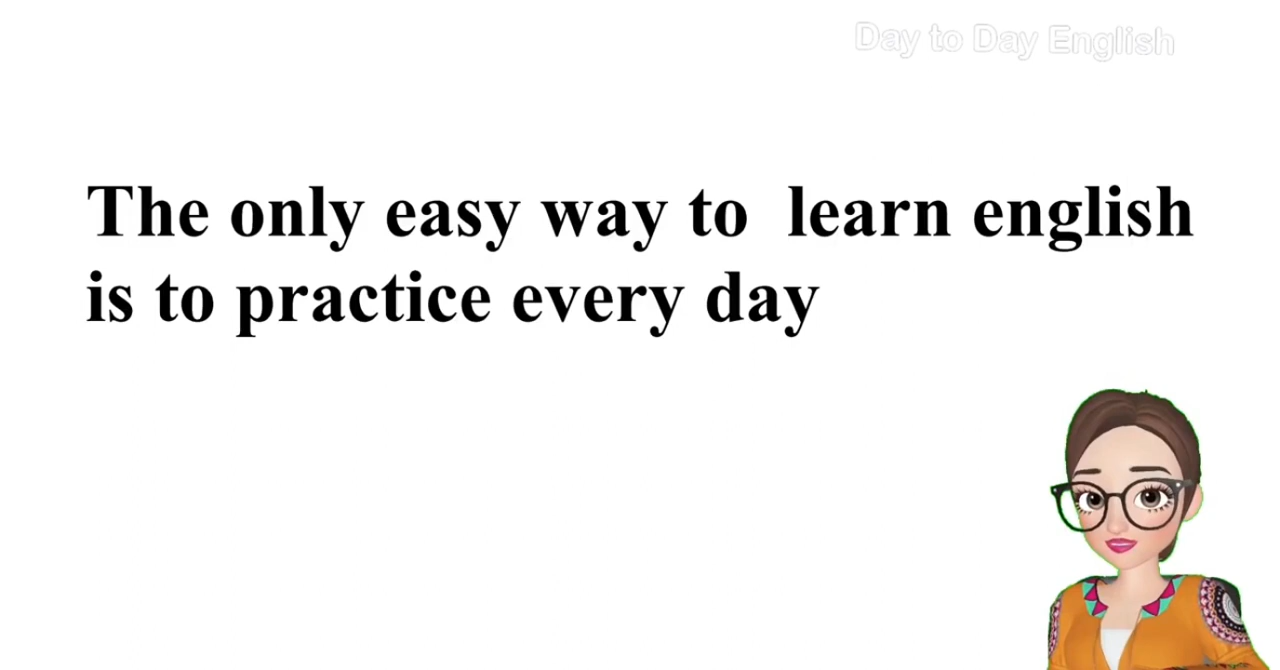 Day to Day English
The only easy way to  learn english
is to practice every day